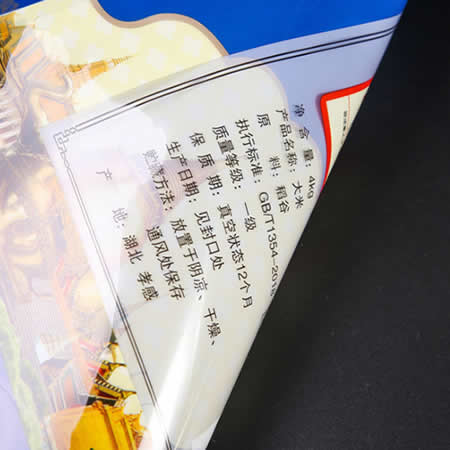 净 含 量：4kg
产品名称：大米
原 料：稻谷
执行标准：GB/T1354-2018
质量等级：一级
保 质 期：真空状态12个月
生产日期：见封口处
贮藏方法：放置于阴凉、干燥、
通风处保存
产 地：湖北 孝感